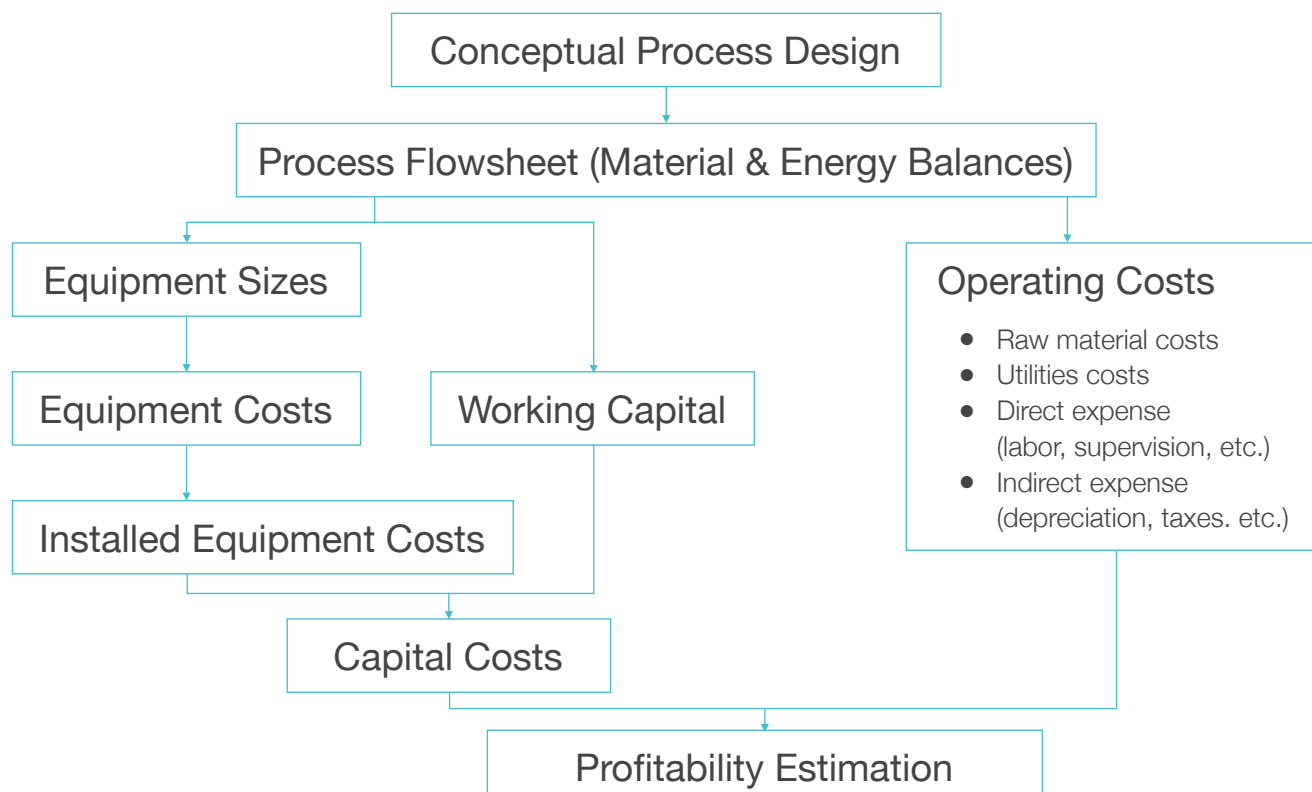 Conceptual Process Design
Process Flowsheet (Material & Energy Balances)
Equipment Sizes
Equipment Costs
Installed Equipment Costs
Working Capital
Capital Costs
Operating Costs
● Raw material costs
● Utilities costs
● Direct expense
(labor, supervision, etc.)
● Indirect expense
(depreciation, taxes. etc.)
Profitability Estimation